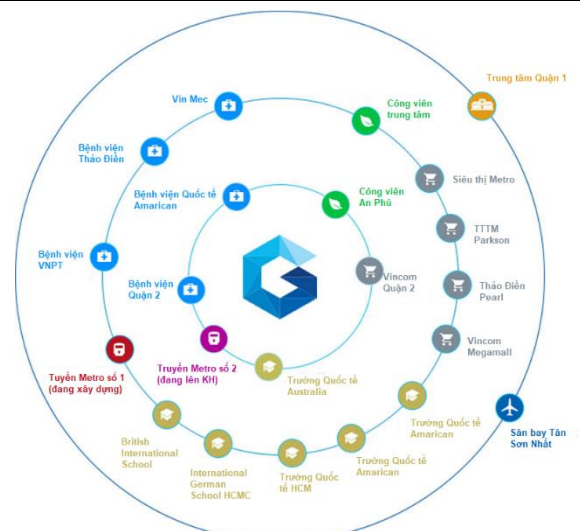 Trung tâm Quận 1
Vin Mec
Công viên
trung tâm
Bệnh viện
Thảo Điền
Siêu thị Metro
Bệnh viện Quốc tế
Amarican
Công viên
An Phú
TTTM
Parkson
Bệnh viện
VNPT
Bệnh viện
Quận 2
Vincom
Quận 2
Thảo Điền
Pearl
Vincom
Megamall
Tuyến Metro số 1
(đang xây dựng)
Tuyến Metro số 2
(đang lên KH)
Trường Quốc tế
Australia
Trường Quốc tế
Amarican
Sân bay Tân
Sơn Nhất
British
International
School
International
German
School HCMC
Trường Quốc
tế HCM
Trường Quốc tế
Amarican